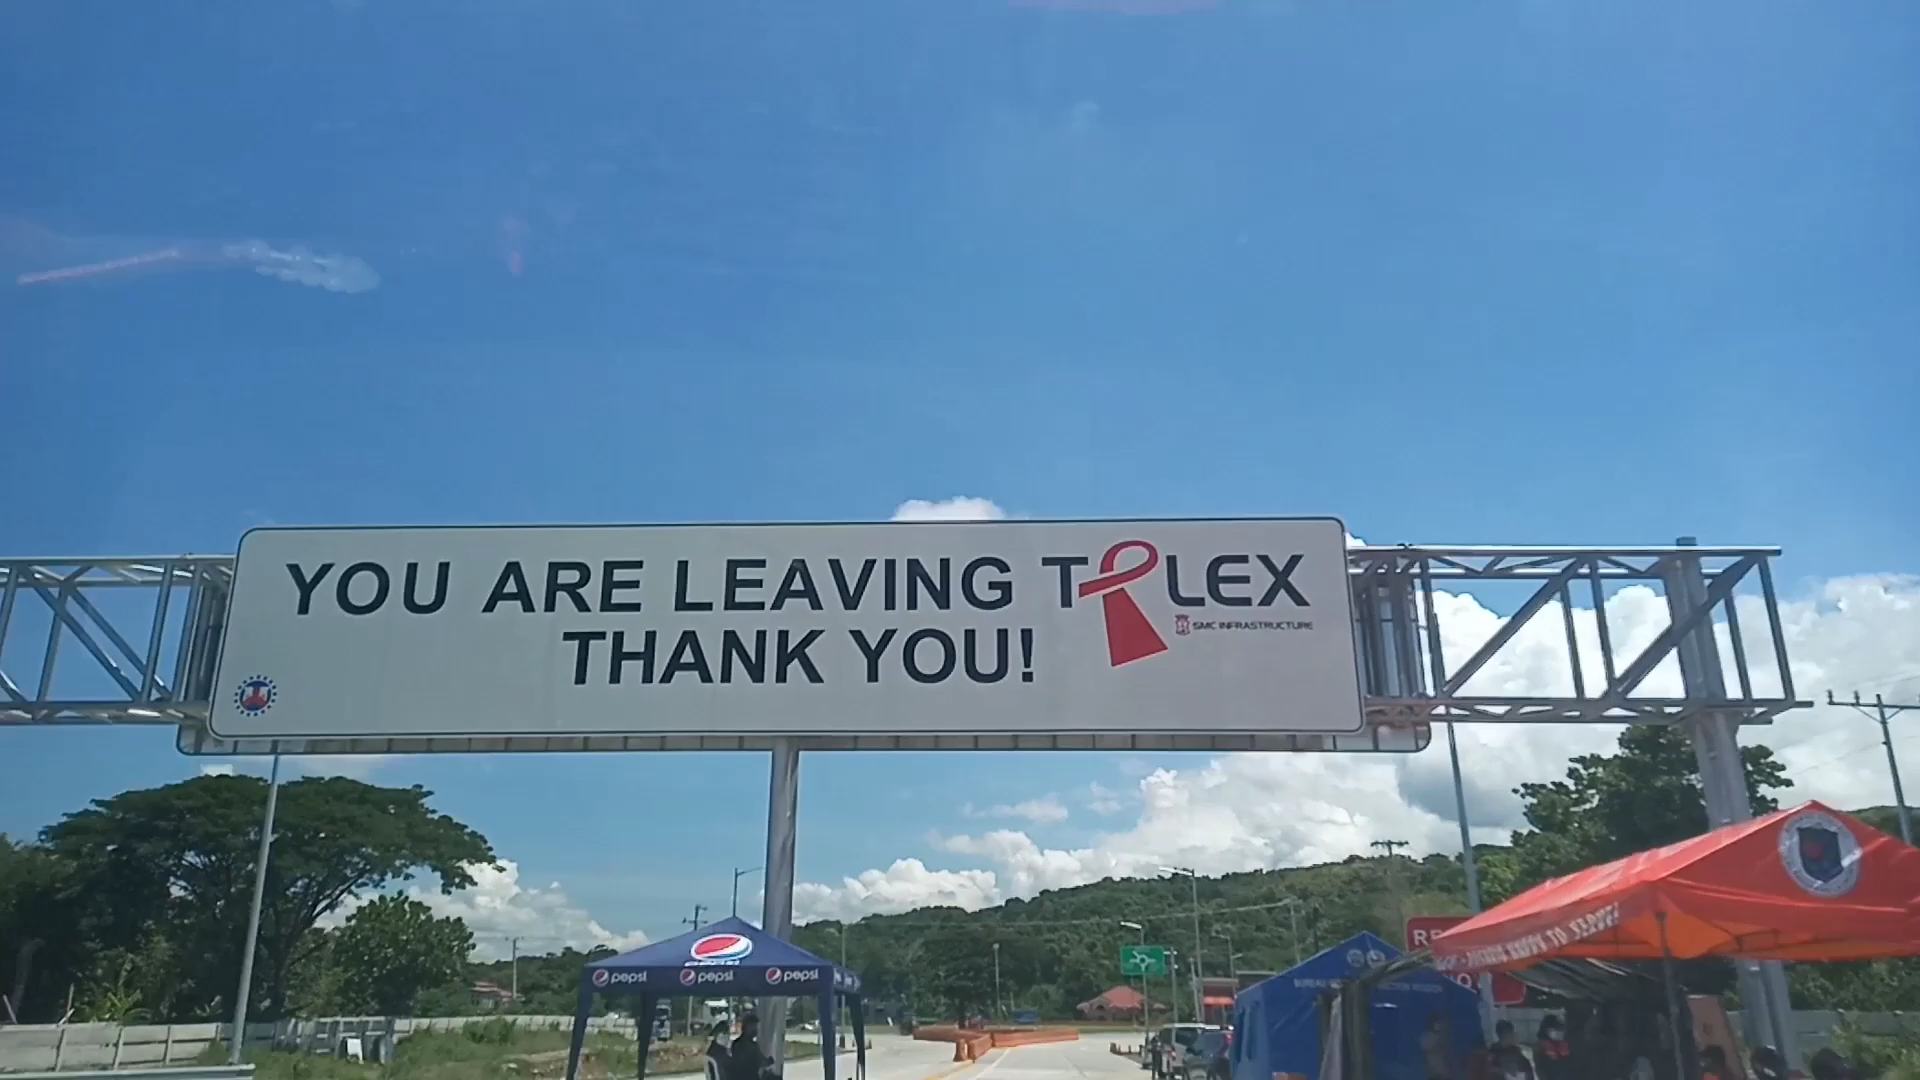 YOU ARE LEAVING TPLEX
SMC INFRASTRUCTURE
THANK YOU!
pepsi pepsi pepsi